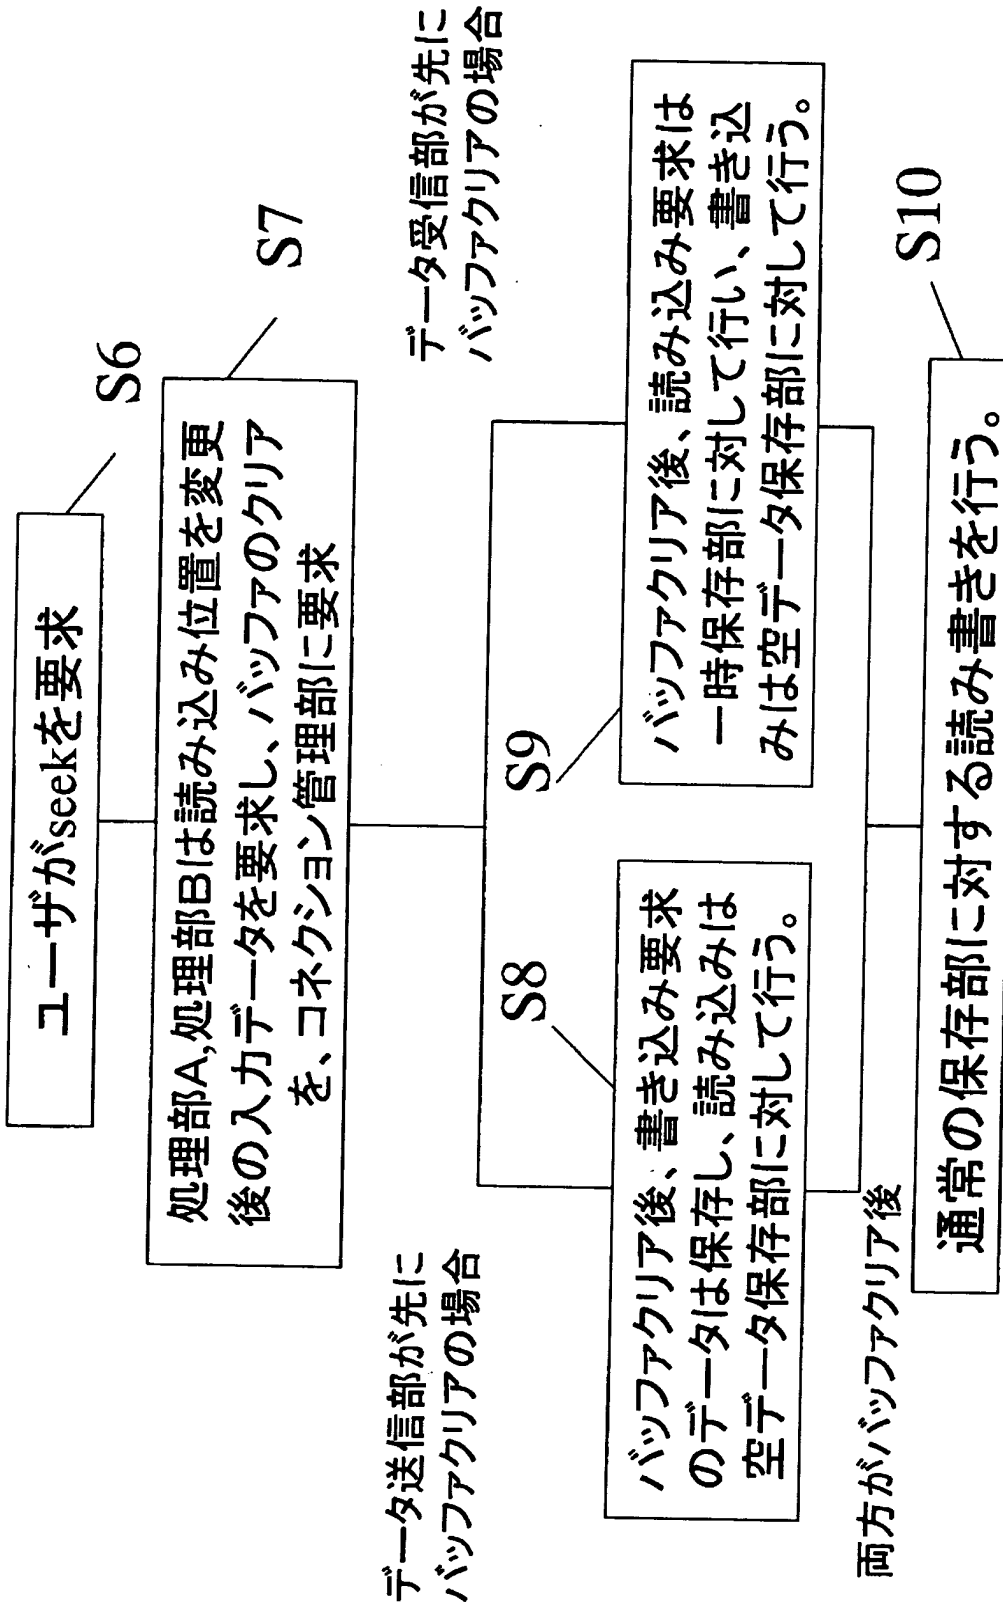 ユーザがseekを要求
S6
処理部A,処理部Bは読み込み位置を変更
後の入力データを要求し、バッファのクリア
を、コネクション管理部に要求
S7
データ送信部が先に
バッファクリアの場合
データ受信部が先に
バッファクリアの場合
S8
バッファクリア後、書き込み要求
のデータは保存し、読み込みは
空データ保存部に対して行う。
S9
バッファクリア後、読み込み要求は
一時保存部に対して行い、書き込
みは空データ保存部に対して行う。
両方がバッファクリア後
S10
通常の保存部に対する読み書きを行う。